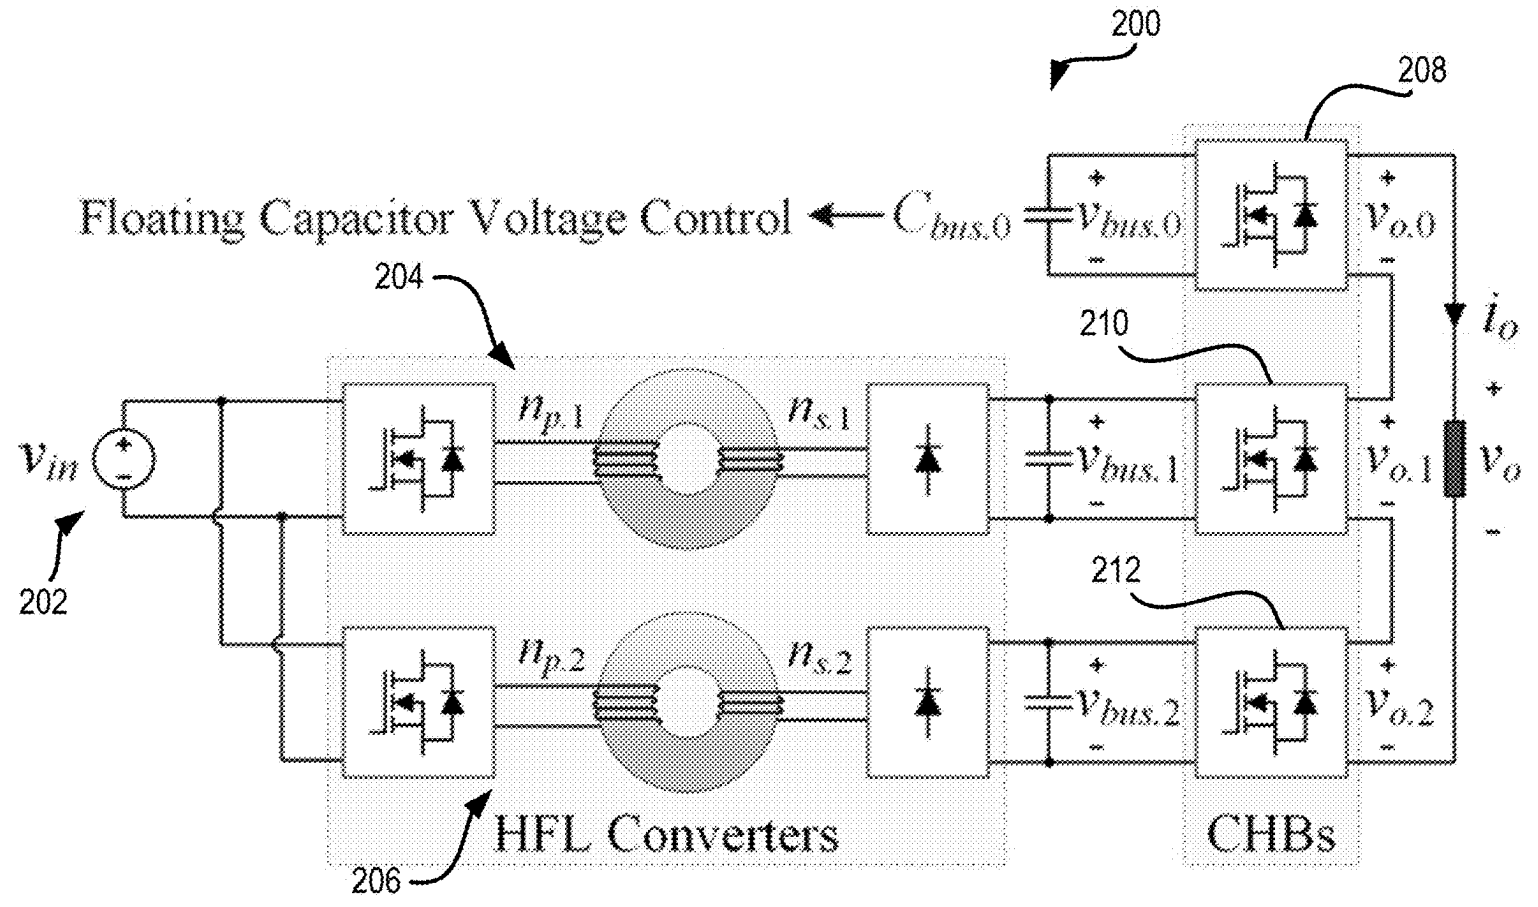 200
208
Floating Capacitor Voltage Control
C_bus.0
+
v_bus.0
-
+
v_o.0
-
204
210
i_o
n_p.1
n_s.1
v_in
+
-
+
v_bus.1
-
+
v_o.1
-
+
v_o
-
202
212
n_p.2
n_s.2
+
v_bus.2
-
+
v_o.2
-
HFL Converters
CHBs
206